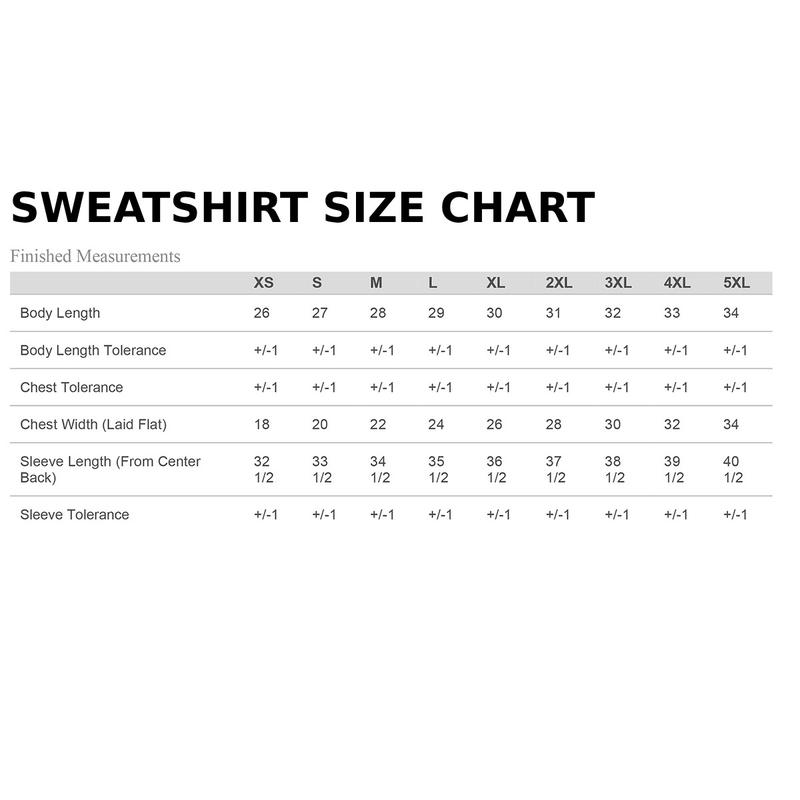 SWEATSHIRT SIZE CHART
Finished Measurements
XS S M L XL 2XL 3XL 4XL 5XL
Body Length 26 27 28 29 30 31 32 33 34
Body Length Tolerance +/-1 +/-1 +/-1 +/-1 +/-1 +/-1 +/-1 +/-1 +/-1
Chest Tolerance +/-1 +/-1 +/-1 +/-1 +/-1 +/-1 +/-1 +/-1 +/-1
Chest Width (Laid Flat) 18 20 22 24 26 28 30 32 34
Sleeve Length (From Center 32 33 34 35 36 37 38 39 40
Back) 1/2 1/2 1/2 1/2 1/2 1/2 1/2 1/2 1/2
Sleeve Tolerance +/-1 +/-1 +/-1 +/-1 +/-1 +/-1 +/-1 +/-1 +/-1